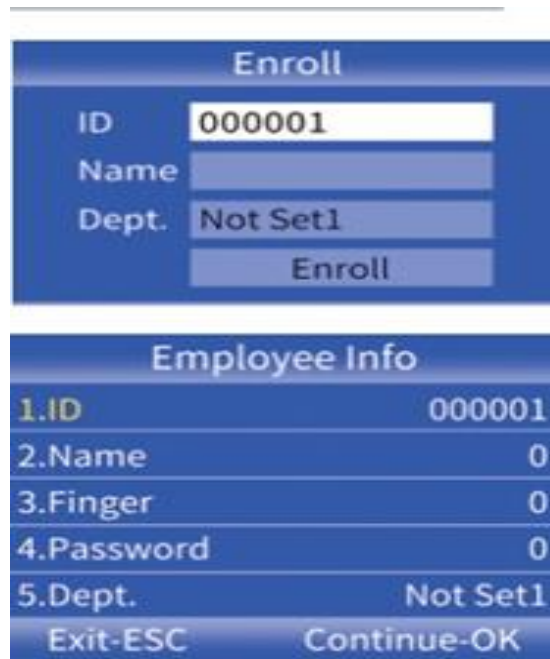 Enroll
ID 000001
Name
Dept. Not Set1
Enroll
Employee Info
1.ID 000001
2.Name 0
3.Finger 0
4.Password 0
5.Dept. Not Set1
Exit-ESC Continue-OK